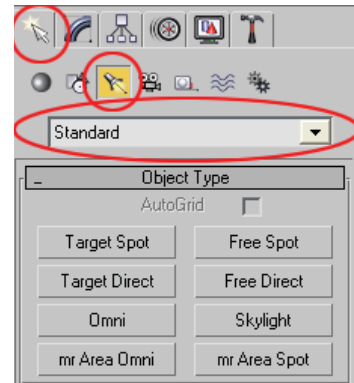 Standard
Object Type
AutoGrid
Target Spot Free Spot
Target Direct Free Direct
Omni Skylight
mr Area Omni mr Area Spot